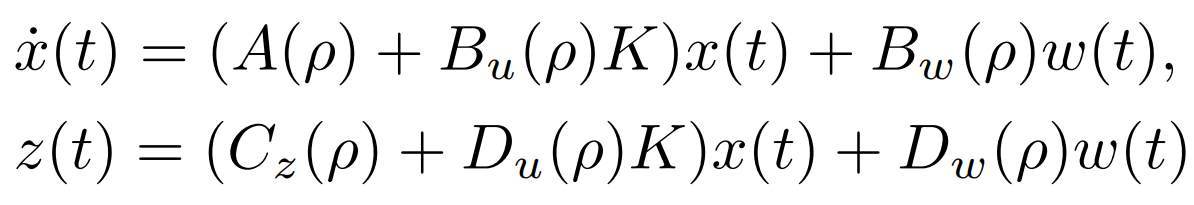 ẋ(t) = (A(ρ) + B_u(ρ)K)x(t) + B_w(ρ)w(t),
z(t) = (C_z(ρ) + D_u(ρ)K)x(t) + D_w(ρ)w(t)